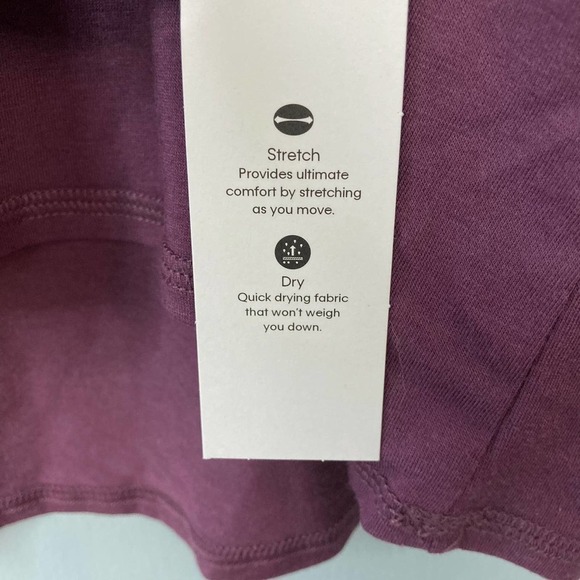 Stretch
Provides ultimate
comfort by stretching
as you move.
Dry
Quick drying fabric
that won't weigh
you down.